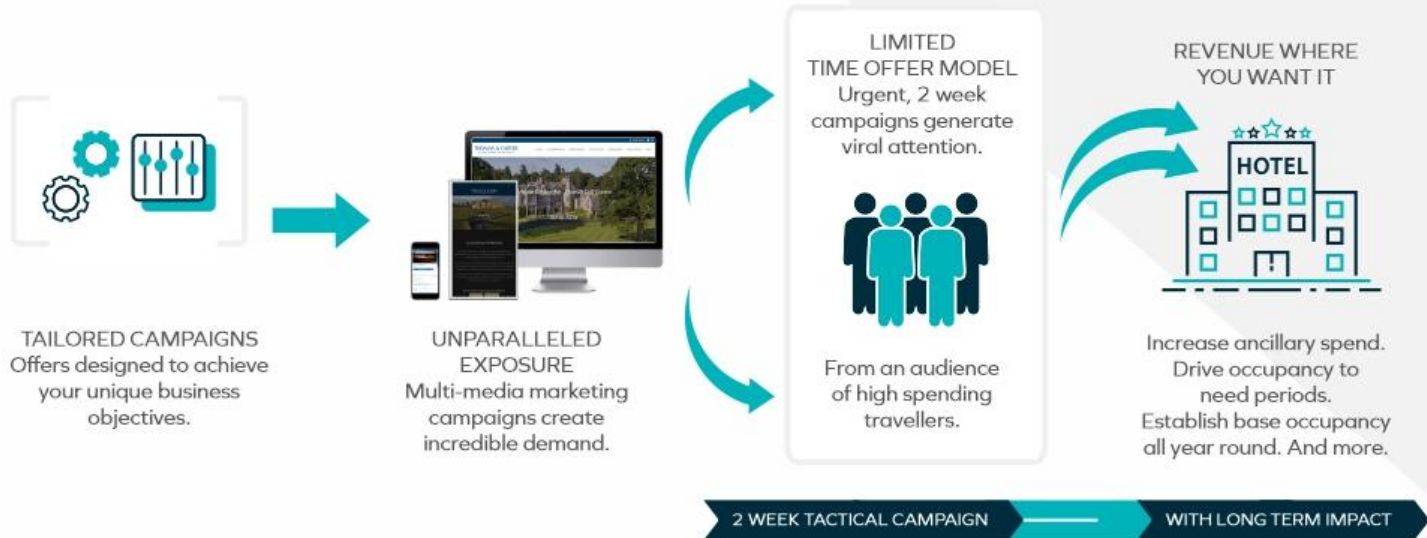 TAILORED CAMPAIGNS
Offers designed to achieve
your unique business
objectives.
UNPARALLELED
EXPOSURE
Multi-media marketing
campaigns create
incredible demand.
LIMITED
TIME OFFER MODEL
Urgent, 2 week
campaigns generate
viral attention.
From an audience
of high spending
travellers.
REVENUE WHERE
YOU WANT IT
HOTEL
Increase ancillary spend.
Drive occupancy to
need periods.
Establish base occupancy
all year round. And more.
2 WEEK TACTICAL CAMPAIGN
WITH LONG TERM IMPACT